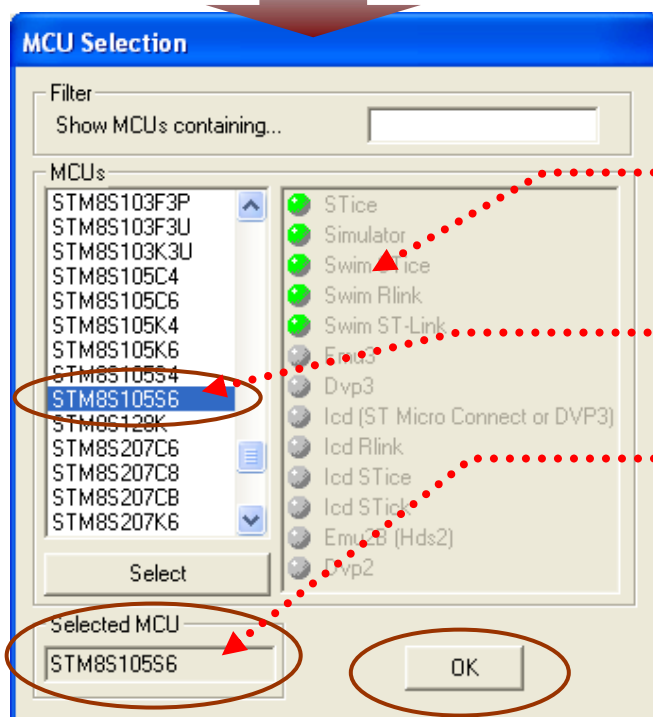 MCU Selection
Filter
Show MCUs containing...
MCUs
STM8S103F3P
STM8S103F3U
STM8S103K3U
STM8S105C4
STM8S105C6
STM8S105K4
STM8S105K6
STM8S105S4
STM8S105S6
STM8S128K
STM8S207C6
STM8S207C8
STM8S207CB
STM8S207K6
Select
STice
Simulator
Swim STice
Swim Rlink
Swim ST-Link
Emu3
Dvp3
Icd (ST Micro Connect or DVP3)
Icd Rlink
Icd STice
Icd STick
Emu2B (Hds2)
Dvp2
Selected MCU
STM8S105S6
OK